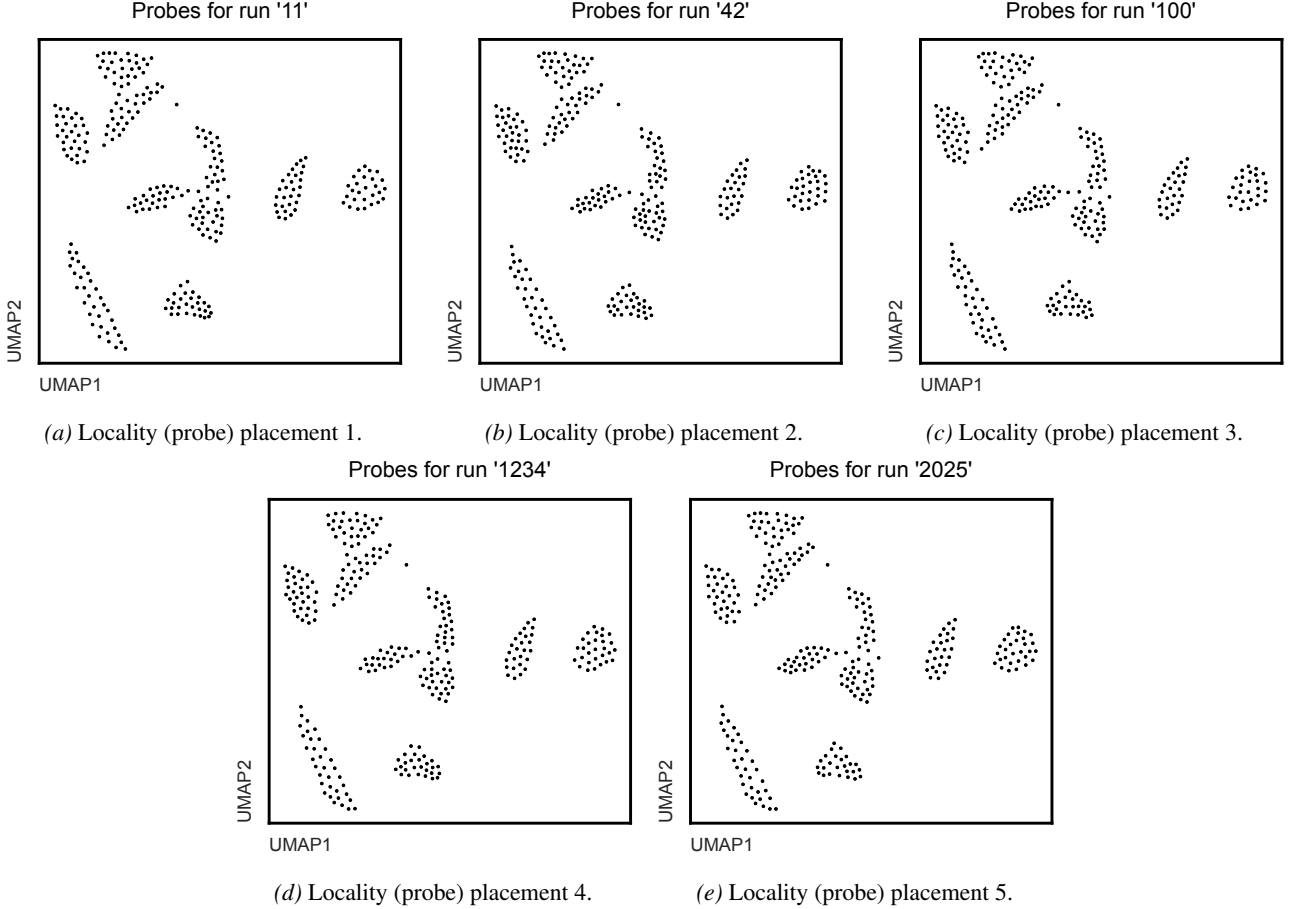 Probes for run '11'
Probes for run '42'
Probes for run '100'
UMAP2
UMAP1
UMAP2
UMAP1
UMAP2
UMAP1
(a) Locality (probe) placement 1.
(b) Locality (probe) placement 2.
(c) Locality (probe) placement 3.
Probes for run '1234'
Probes for run '2025'
UMAP2
UMAP1
UMAP2
UMAP1
(d) Locality (probe) placement 4.
(e) Locality (probe) placement 5.